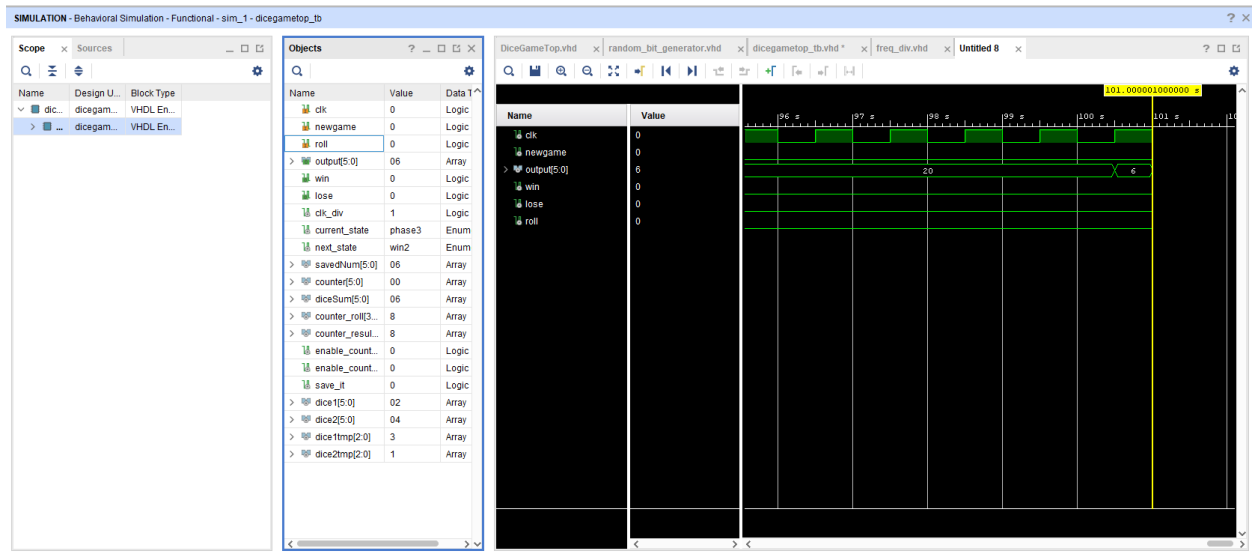 SIMULATION - Behavioral Simulation - Functional - sim_1 - dicegametop_tb
Scope Sources
Name Design U... Block Type
dic... dicegam... VHDL En...
... dicegam... VHDL En...
Objects
Name Value Data T
clk 0 Logic
newgame 0 Logic
roll 0 Logic
output[5:0] 06 Array
win 0 Logic
lose 0 Logic
clk_div 1 Logic
current_state phase3 Enum
next_state win2 Enum
savedNum[5:0] 06 Array
counter[5:0] 00 Array
diceSum[5:0] 06 Array
counter_roll[3... 8 Array
counter_resul... 8 Array
enable_count... 0 Logic
enable_count... 0 Logic
save_it 0 Logic
dice1[5:0] 02 Array
dice2[5:0] 04 Array
dice1tmp[2:0] 3 Array
dice2tmp[2:0] 1 Array
DiceGameTop.vhd random_bit_generator.vhd dicegametop_tb.vhd * freq_div.vhd Untitled 8
101.000001000000 s
Name Value
96 s 97 s 98 s 99 s 100 s 101 s 10
clk 0
newgame 0
output[5:0] 6 20 6
win 0
lose 0
roll 0